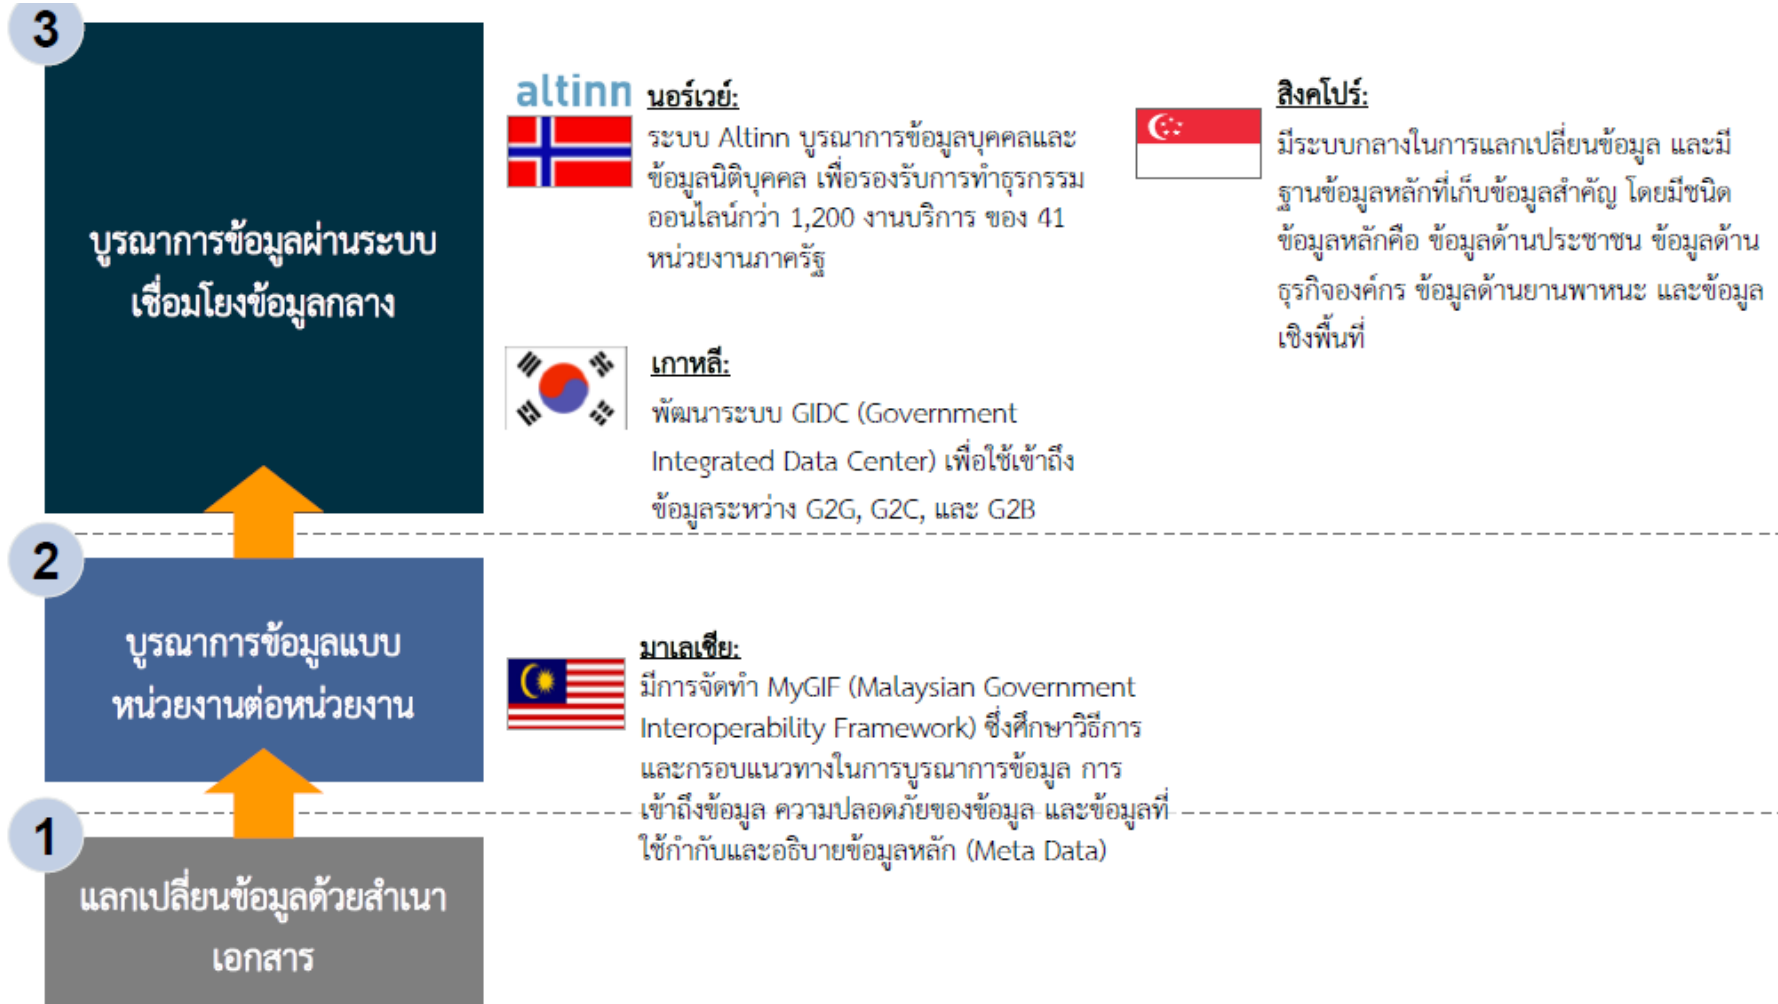 3
บูรณาการข้อมูลผ่านระบบ
เชื่อมโยงข้อมูลกลาง
altinn
นอร์เวย์:
ระบบ Altinn บูรณาการข้อมูลบุคคลและ
ข้อมูลนิติบุคคล เพื่อรองรับการทำธุรกรรม
ออนไลน์กว่า 1,200 งานบริการ ของ 41
หน่วยงานภาครัฐ
สิงคโปร์:
มีระบบกลางในการแลกเปลี่ยนข้อมูล และมี
ฐานข้อมูลหลักที่เก็บข้อมูลสำคัญ โดยมีชนิด
ข้อมูลหลักคือ ข้อมูลด้านประชาชน ข้อมูลด้าน
ธุรกิจองค์กร ข้อมูลด้านยานพาหนะ และข้อมูล
เชิงพื้นที่
เกาหลี:
พัฒนาระบบ GIDC (Government
Integrated Data Center) เพื่อใช้เข้าถึง
ข้อมูลระหว่าง G2G, G2C, และ G2B
2
บูรณาการข้อมูลแบบ
หน่วยงานต่อหน่วยงาน
มาเลเซีย:
มีการจัดทำ MyGIF (Malaysian Government
Interoperability Framework) ซึ่งศึกษาวิธีการ
และกรอบแนวทางในการบูรณาการข้อมูล การ
เข้าถึงข้อมูล ความปลอดภัยของข้อมูล และข้อมูลที่
ใช้กำกับและอธิบายข้อมูลหลัก (Meta Data)
1
แลกเปลี่ยนข้อมูลด้วยสำเนา
เอกสาร